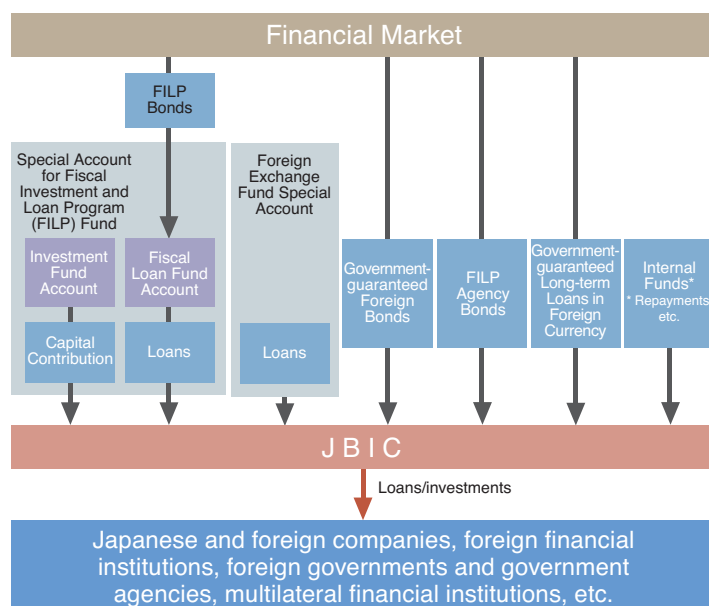 Financial Market
FILP
Bonds
Special Account
for Fiscal
Investment and
Loan Program
(FILP) Fund
Foreign
Exchange
Fund Special
Account
Investment
Fund
Account
Fiscal
Loan Fund
Account
Capital
Contribution
Loans
Loans
Government-
guaranteed
Foreign
Bonds
FILP
Agency
Bonds
Government-
guaranteed
Long-term
Loans in
Foreign
Currency
Internal
Funds*
* Repayments
etc.
J B I C
Loans/investments
Japanese and foreign companies, foreign financial
institutions, foreign governments and government
agencies, multilateral financial institutions, etc.